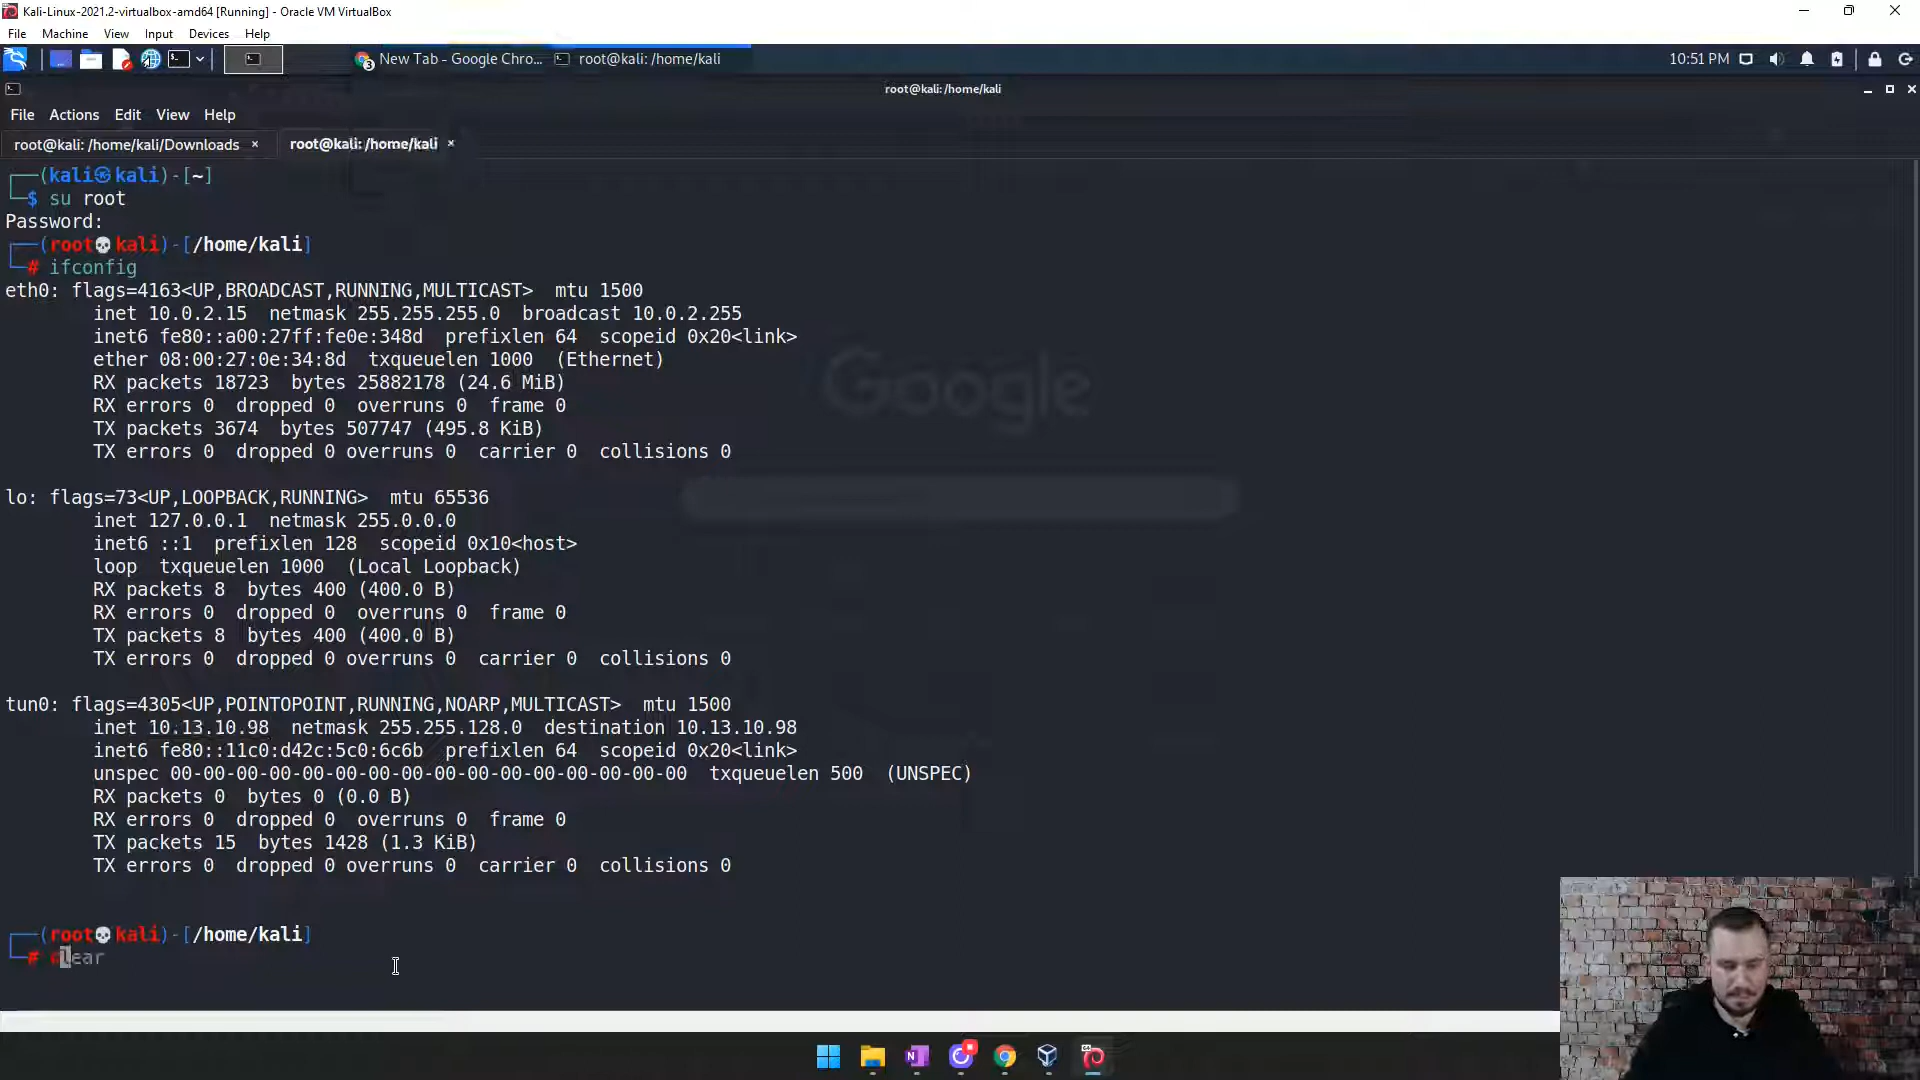 Kali-Linux-2021.2-virtualbox-amd64 [Running] - Oracle VM VirtualBox
File Machine View Input Devices Help
New Tab - Google Chro... root@kali: /home/kali 10:51 PM
root@kali: /home/kali
File Actions Edit View Help
root@kali: /home/kali/Downloads × root@kali: /home/kali ×
┌──(kali㉿kali)-[~]
└─$ su root
Password:
┌──(root💀kali)-[/home/kali]
└─# ifconfig
eth0: flags=4163<UP,BROADCAST,RUNNING,MULTICAST>  mtu 1500
inet 10.0.2.15  netmask 255.255.255.0  broadcast 10.0.2.255
inet6 fe80::a00:27ff:fe0e:348d  prefixlen 64  scopeid 0x20<link>
ether 08:00:27:0e:34:8d  txqueuelen 1000  (Ethernet)
RX packets 18723  bytes 25882178 (24.6 MiB)
RX errors 0  dropped 0  overruns 0  frame 0
TX packets 3674  bytes 507747 (495.8 KiB)
TX errors 0  dropped 0 overruns 0  carrier 0  collisions 0
lo: flags=73<UP,LOOPBACK,RUNNING>  mtu 65536
inet 127.0.0.1  netmask 255.0.0.0
inet6 ::1  prefixlen 128  scopeid 0x10<host>
loop  txqueuelen 1000  (Local Loopback)
RX packets 8  bytes 400 (400.0 B)
RX errors 0  dropped 0  overruns 0  frame 0
TX packets 8  bytes 400 (400.0 B)
TX errors 0  dropped 0 overruns 0  carrier 0  collisions 0
tun0: flags=4305<UP,POINTOPOINT,RUNNING,NOARP,MULTICAST>  mtu 1500
inet 10.13.10.98  netmask 255.255.128.0  destination 10.13.10.98
inet6 fe80::11c0:d42c:5c0:6c6b  prefixlen 64  scopeid 0x20<link>
unspec 00-00-00-00-00-00-00-00-00-00-00-00-00-00-00-00  txqueuelen 500  (UNSPEC)
RX packets 0  bytes 0 (0.0 B)
RX errors 0  dropped 0  overruns 0  frame 0
TX packets 15  bytes 1428 (1.3 KiB)
TX errors 0  dropped 0 overruns 0  carrier 0  collisions 0
┌──(root💀kali)-[/home/kali]
└─# clear
Google